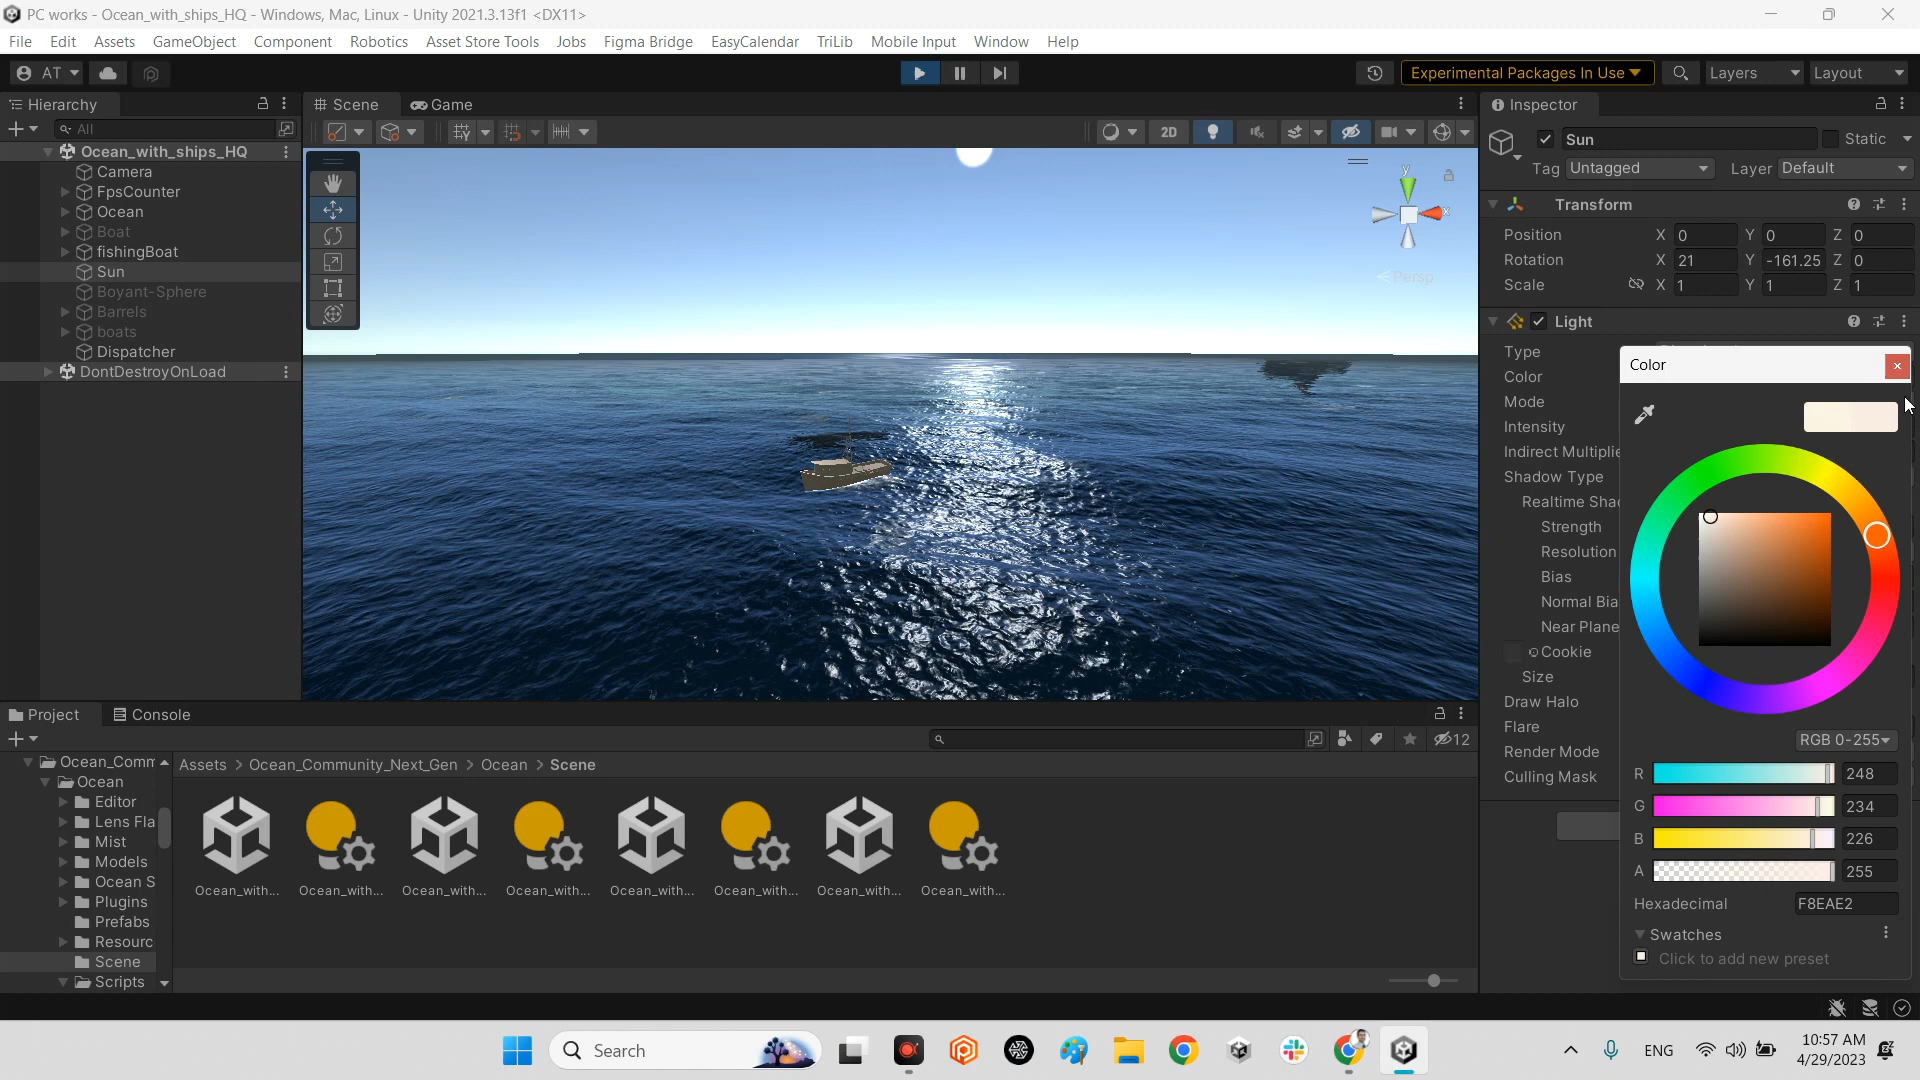 PC works - Ocean_with_ships_HQ - Windows, Mac, Linux - Unity 2021.3.13f1 <DX11>
File Edit Assets GameObject Component Robotics Asset Store Tools Jobs Figma Bridge EasyCalendar TriLib Mobile Input Window Help
AT Experimental Packages In Use Layers Layout
Hierarchy Scene Game Inspector
All 2D Sun Static
Tag Untagged Layer Default
Ocean_with_ships_HQ
Camera
FpsCounter
Ocean
Boat
fishingBoat
Sun
Boyant-Sphere
Barrels
boats
Dispatcher
DontDestroyOnLoad
y
x
Persp
Transform
Position X 0 Y 0 Z 0
Rotation X 21 Y -161.25 Z 0
Scale X 1 Y 1 Z 1
Light
Type
Color
Mode
Intensity
Indirect Multiplie
Shadow Type
Realtime Sha
Strength
Resolution
Bias
Normal Bia
Near Plane
Cookie
Size
Draw Halo
Flare
Render Mode
Culling Mask
Color
RGB 0-255
R 248
G 234
B 226
A 255
Hexadecimal F8EAE2
Swatches
Click to add new preset
Project Console
12
Ocean_Comm
Ocean
Editor
Lens Fla
Mist
Models
Ocean S
Plugins
Prefabs
Resourc
Scene
Scripts
Assets > Ocean_Community_Next_Gen > Ocean > Scene
Ocean_with... Ocean_with... Ocean_with... Ocean_with... Ocean_with... Ocean_with... Ocean_with... Ocean_with...
Search
ENG
10:57 AM
4/29/2023